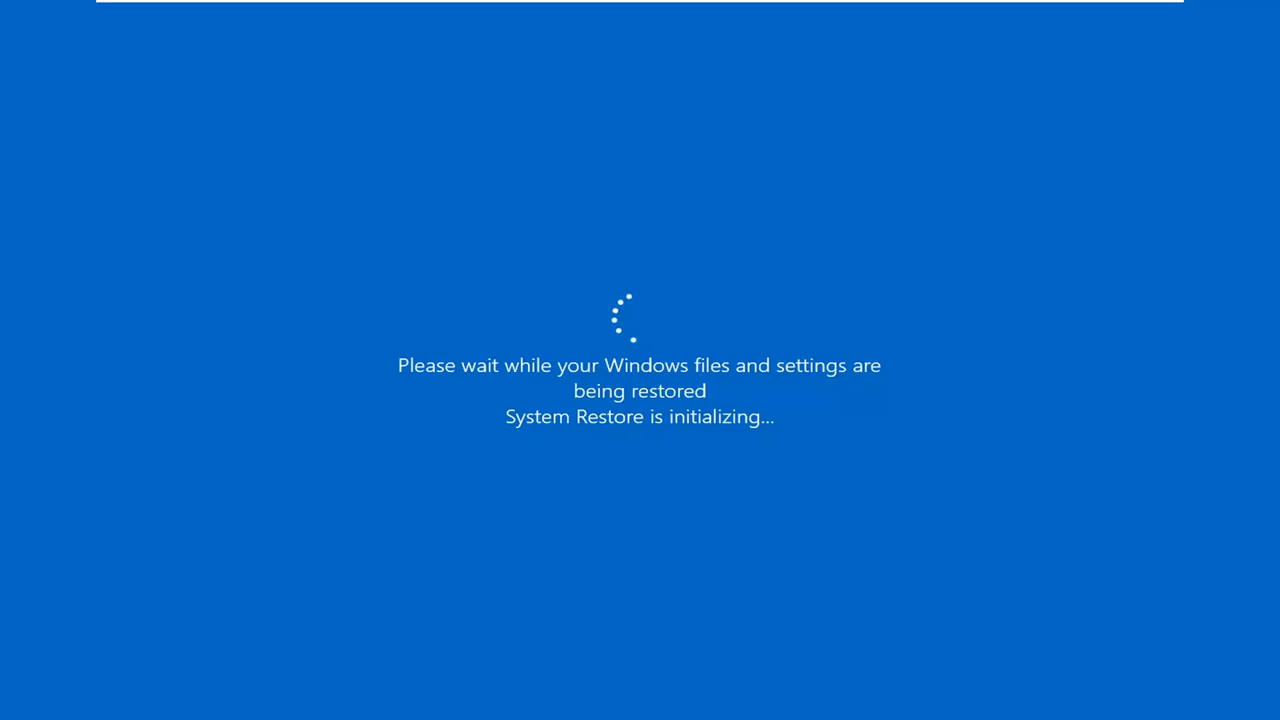 Please wait while your Windows files and settings are
being restored
System Restore is initializing...